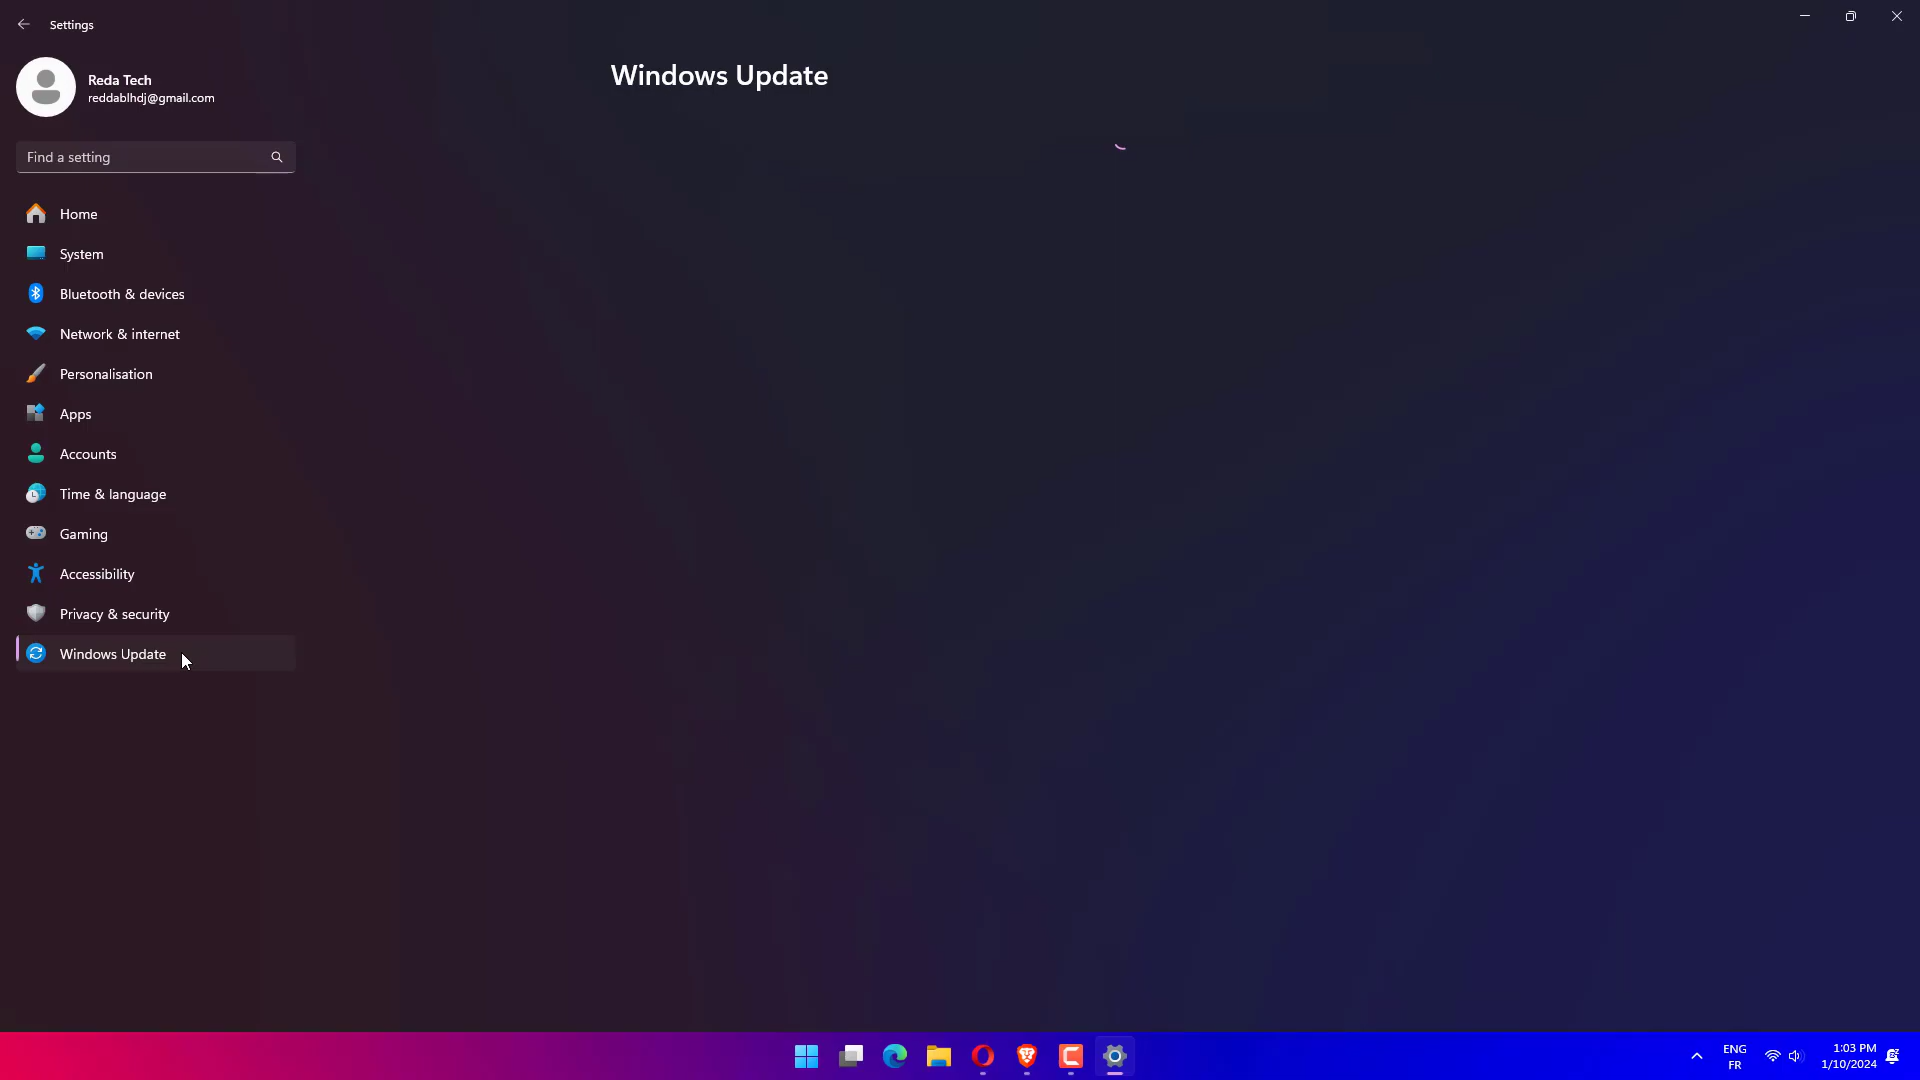 Settings
Reda Tech
reddablhdj@gmail.com
Find a setting
Home
System
Bluetooth & devices
Network & internet
Personalisation
Apps
Accounts
Time & language
Gaming
Accessibility
Privacy & security
Windows Update
Windows Update
ENG
FR
1:03 PM
1/10/2024